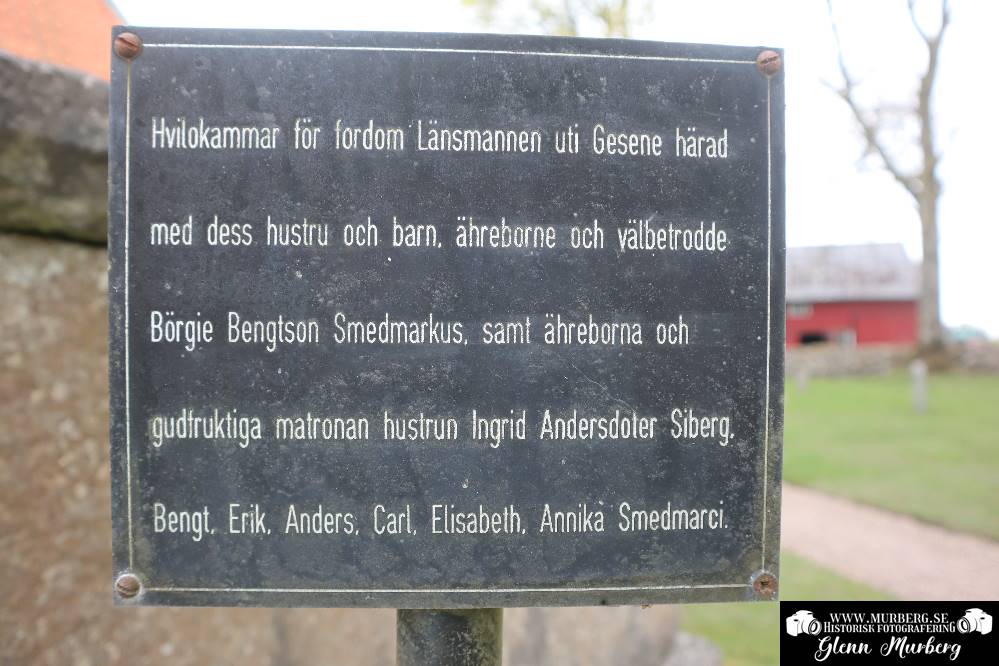 Hvilokammar för fordom Länsmannen uti Gesene härad
med dess hustru och barn, ähreborne och välbetrodde
Börgie Bengtson Smedmarkus, samt ähreborna och
gudfruktiga matronan hustrun Ingrid Andersdoter Siberg,
Bengt, Erik, Anders, Carl, Elisabeth, Annika Smedmarci.
WWW.MURBERG.SE
HISTORISK FOTOGRAFERING
Glenn Murberg